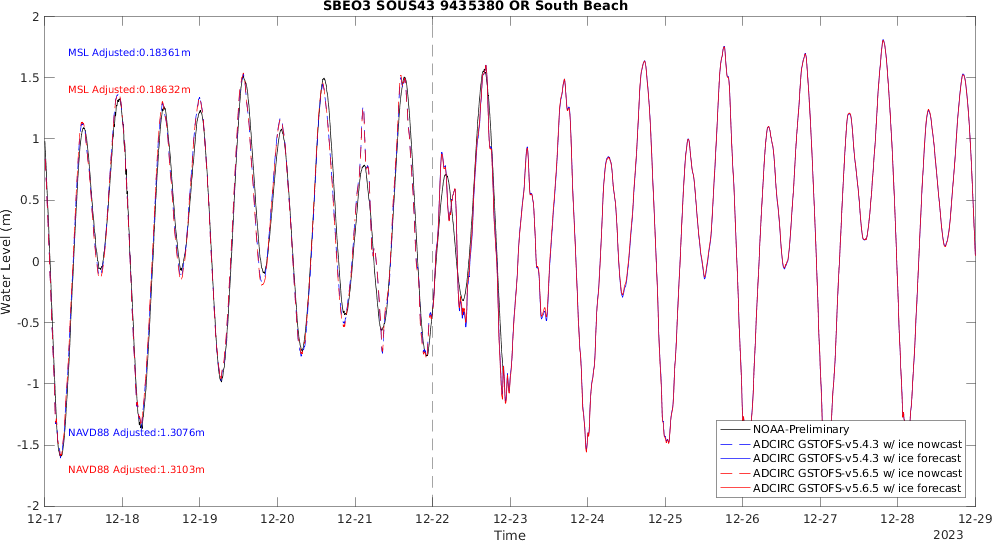 SBEO3 SOUS43 9435380 OR South Beach
Water Level (m)
2
1.5
1
0.5
0
-0.5
-1
-1.5
-2
MSL Adjusted:0.18361m
MSL Adjusted:0.18632m
NAVD88 Adjusted:1.3076m
NAVD88 Adjusted:1.3103m
NOAA-Preliminary
ADCIRC GSTOFS-v5.4.3 w/ ice nowcast
ADCIRC GSTOFS-v5.4.3 w/ ice forecast
ADCIRC GSTOFS-v5.6.5 w/ ice nowcast
ADCIRC GSTOFS-v5.6.5 w/ ice forecast
12-17 12-18 12-19 12-20 12-21 12-22 12-23 12-24 12-25 12-26 12-27 12-28 12-29
Time
2023